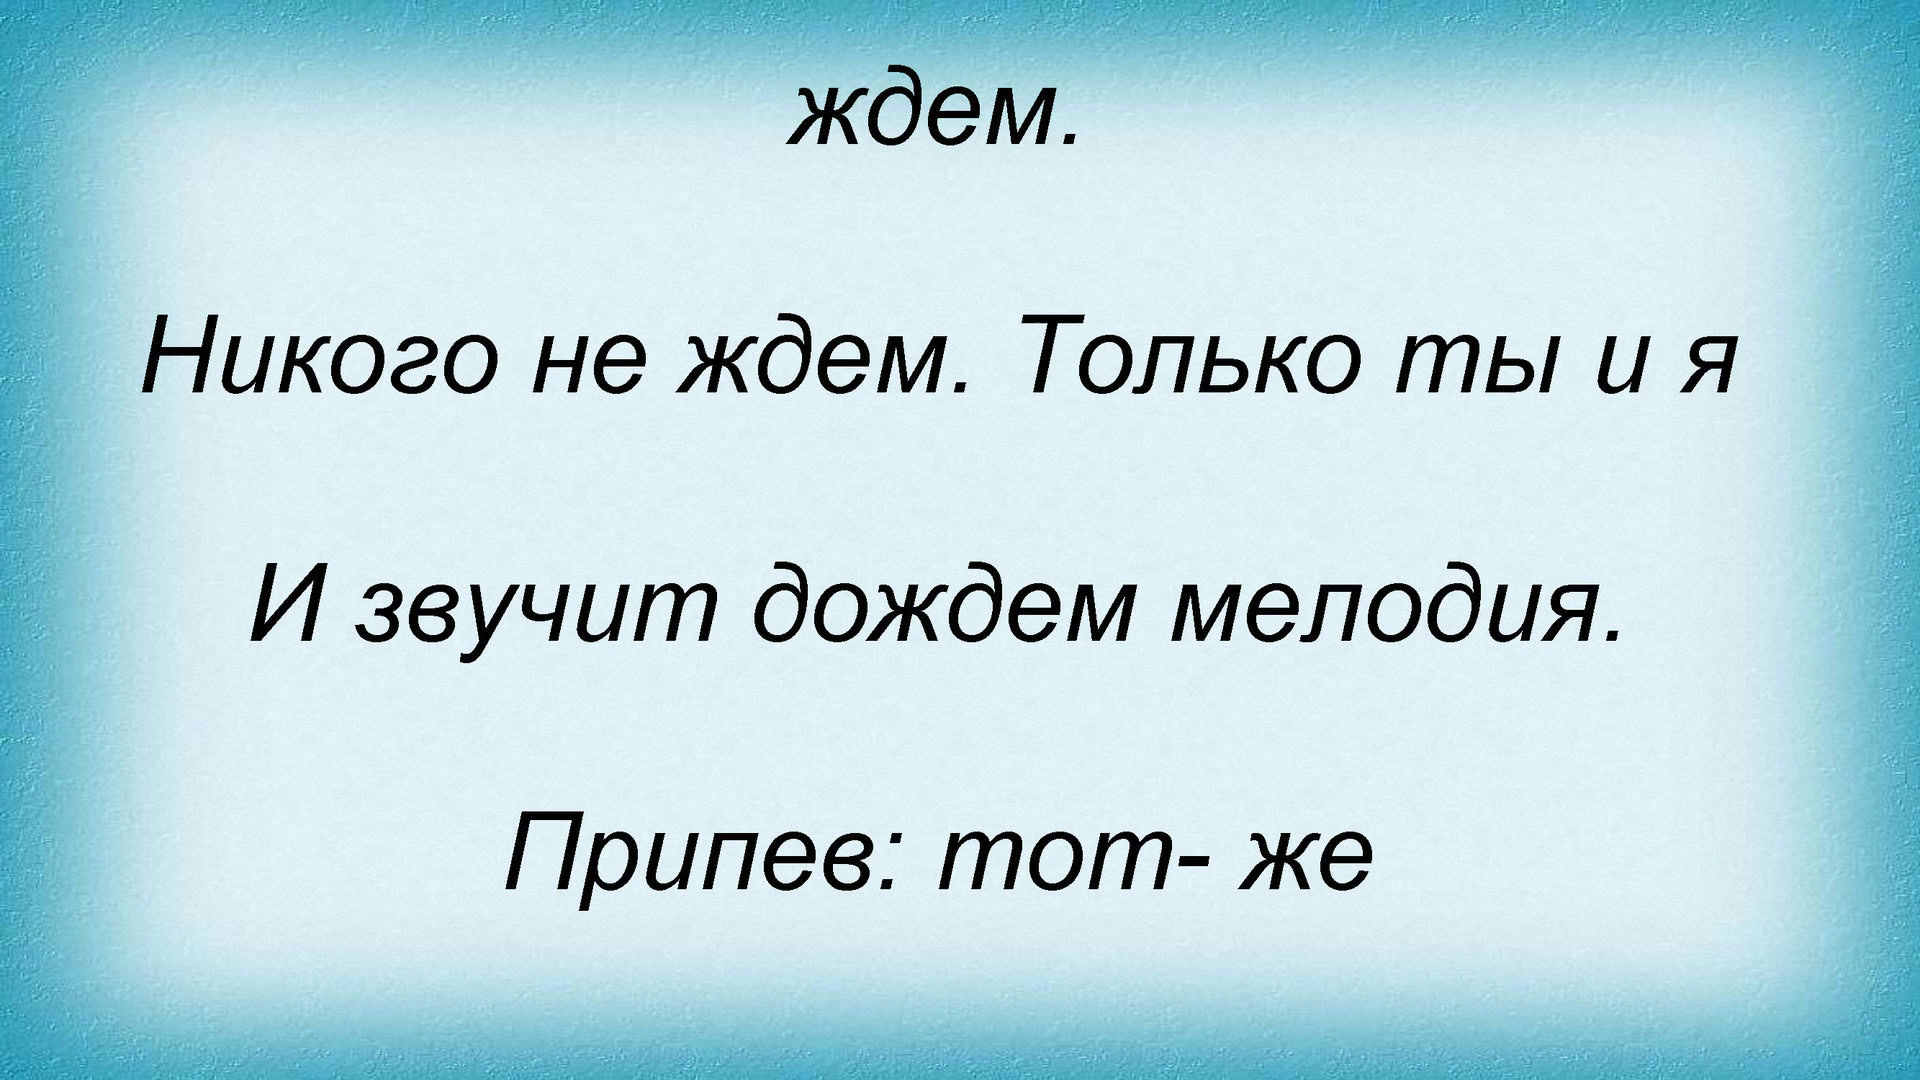 ждем.
Никого не ждем. Только ты и я
И звучит дождем мелодия.
Припев: тот- же